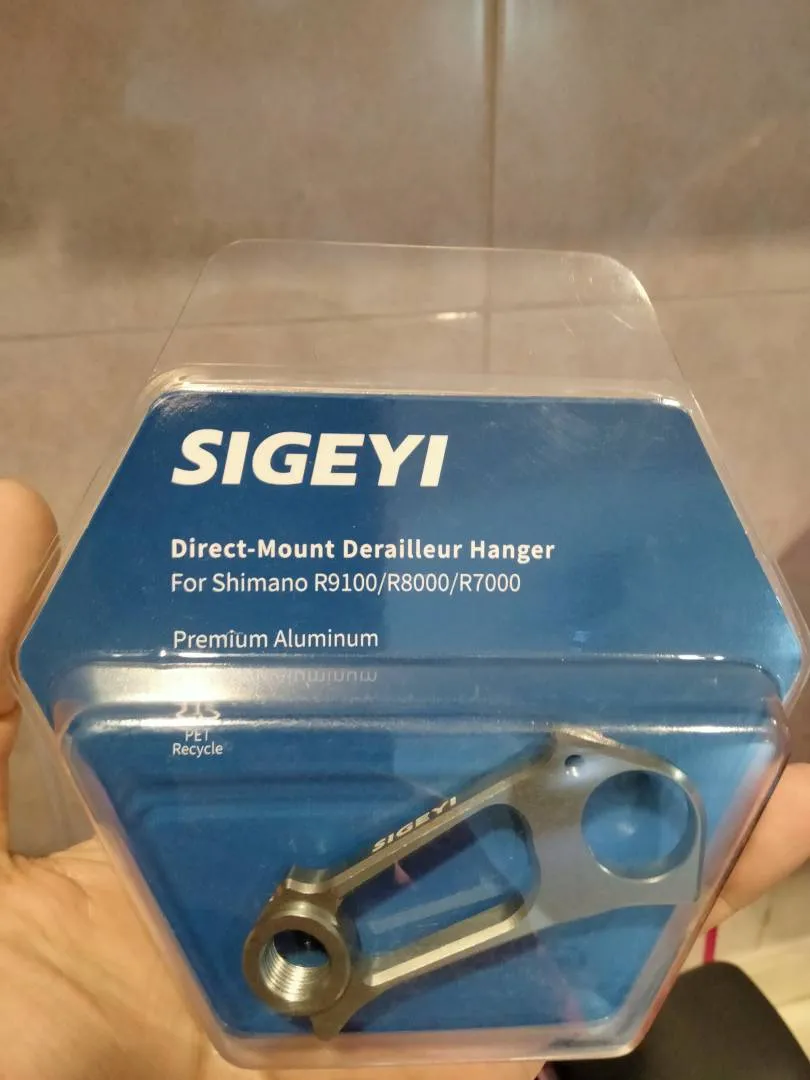 SIGEYI
Direct-Mount Derailleur Hanger
For Shimano R9100/R8000/R7000
Premium Aluminum
PET
Recycle
SIGEYI